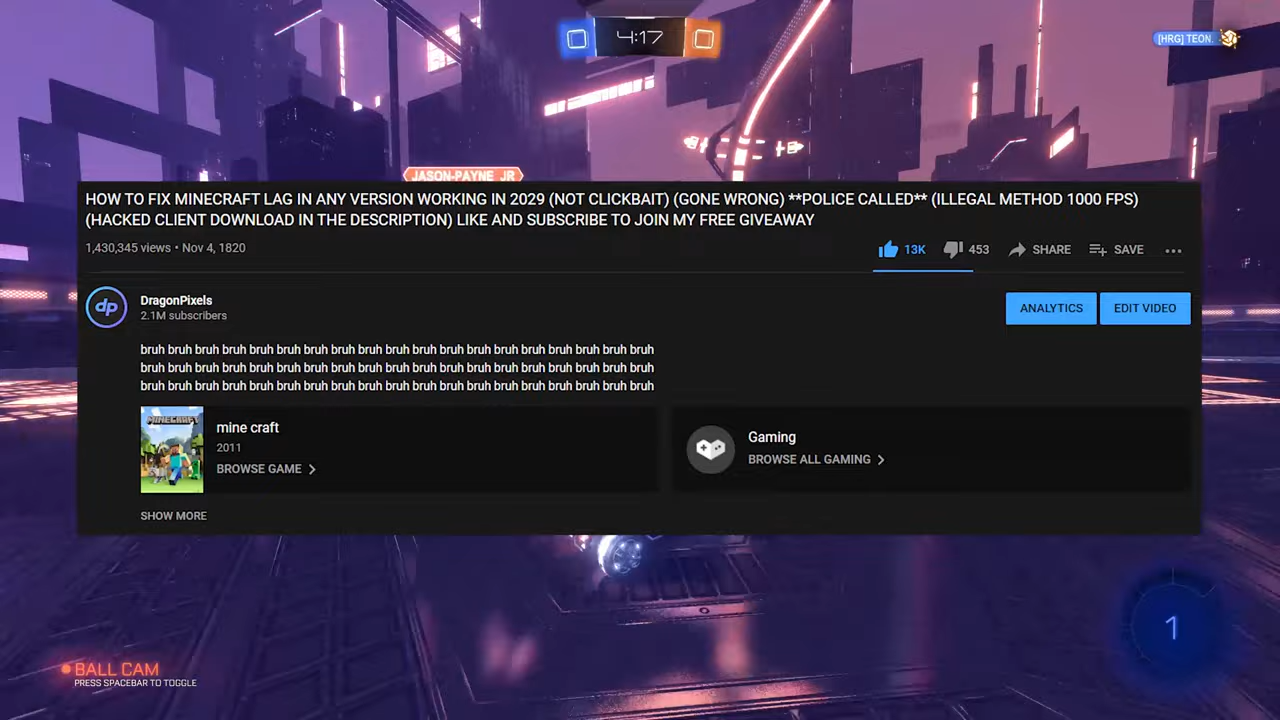 4:17
[HRG] TEON.
JASON-PAYNE JR
HOW TO FIX MINECRAFT LAG IN ANY VERSION WORKING IN 2029 (NOT CLICKBAIT) (GONE WRONG) **POLICE CALLED** (ILLEGAL METHOD 1000 FPS)
(HACKED CLIENT DOWNLOAD IN THE DESCRIPTION) LIKE AND SUBSCRIBE TO JOIN MY FREE GIVEAWAY
1,430,345 views • Nov 4, 1820
13K
453
SHARE
SAVE
dp
DragonPixels
2.1M subscribers
ANALYTICS
EDIT VIDEO
bruh bruh bruh bruh bruh bruh bruh bruh bruh bruh bruh bruh bruh bruh bruh bruh bruh bruh bruh
bruh bruh bruh bruh bruh bruh bruh bruh bruh bruh bruh bruh bruh bruh bruh bruh bruh bruh bruh
bruh bruh bruh bruh bruh bruh bruh bruh bruh bruh bruh bruh bruh bruh bruh bruh bruh bruh bruh
MINECRAFT
mine craft
2011
BROWSE GAME
Gaming
BROWSE ALL GAMING
SHOW MORE
1
BALL CAM
PRESS SPACEBAR TO TOGGLE